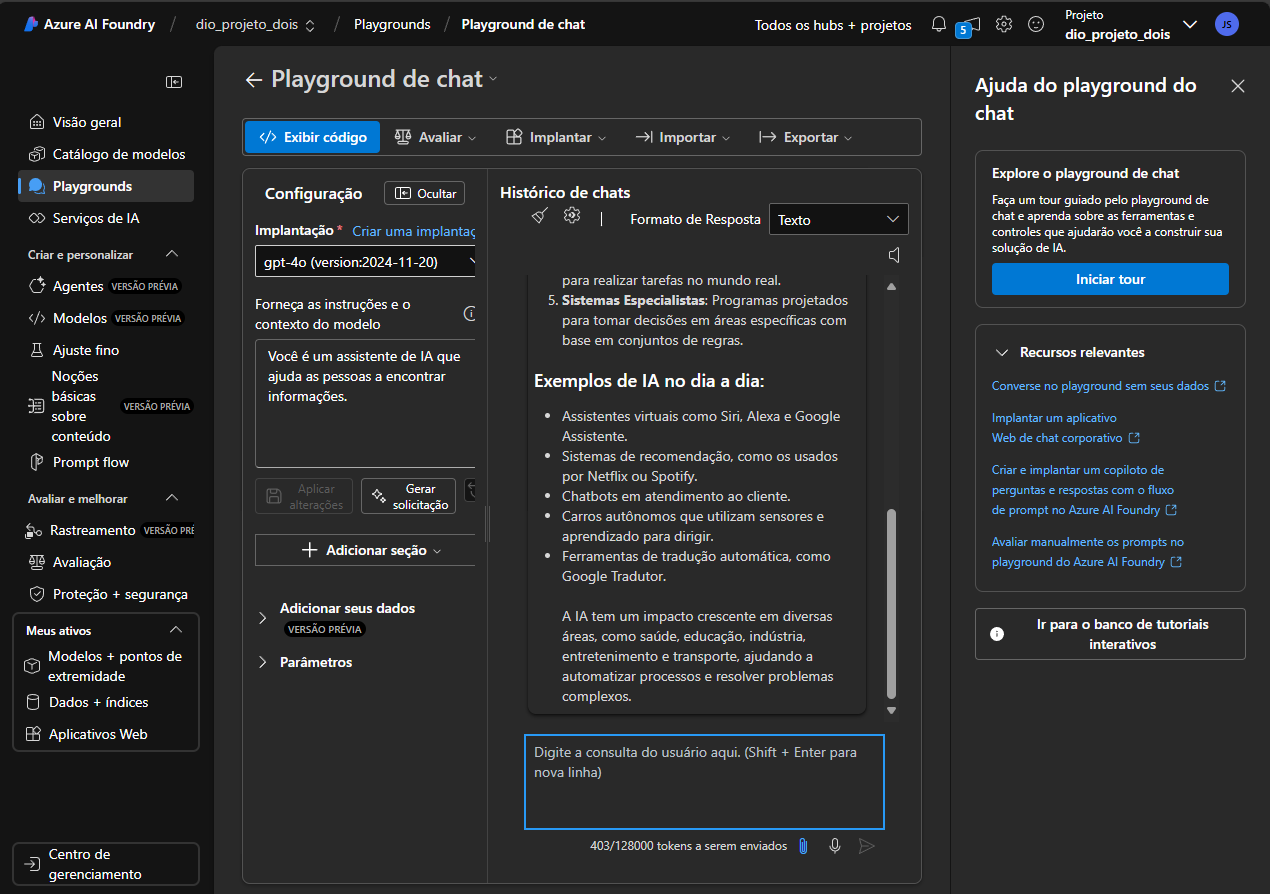 Azure AI Foundry / dio_projeto_dois / Playgrounds / Playground de chat
Todos os hubs + projetos
5
Projeto
dio_projeto_dois
JS
Visão geral
Catálogo de modelos
Playgrounds
Serviços de IA
Criar e personalizar
Agentes VERSÃO PRÉVIA
Modelos VERSÃO PRÉVIA
Ajuste fino
Noções
básicas
sobre
conteúdo
VERSÃO PRÉVIA
Prompt flow
Avaliar e melhorar
Rastreamento VERSÃO PRÉ
Avaliação
Proteção + segurança
Meus ativos
Modelos + pontos de
extremidade
Dados + índices
Aplicativos Web
Centro de
gerenciamento
Playground de chat
Exibir código
Avaliar
Implantar
Importar
Exportar
Configuração
Ocultar
Implantação * Criar uma implantaç
gpt-4o (version:2024-11-20)
Forneça as instruções e o
contexto do modelo
Você é um assistente de IA que
ajuda as pessoas a encontrar
informações.
Aplicar
alterações
Gerar
solicitação
Adicionar seção
Adicionar seus dados
VERSÃO PRÉVIA
Parâmetros
Histórico de chats
Formato de Resposta
Texto
para realizar tarefas no mundo real.
5. Sistemas Especialistas: Programas projetados
para tomar decisões em áreas específicas com
base em conjuntos de regras.
Exemplos de IA no dia a dia:
• Assistentes virtuais como Siri, Alexa e Google
Assistente.
• Sistemas de recomendação, como os usados
por Netflix ou Spotify.
• Chatbots em atendimento ao cliente.
• Carros autônomos que utilizam sensores e
aprendizado para dirigir.
• Ferramentas de tradução automática, como
Google Tradutor.
A IA tem um impacto crescente em diversas
áreas, como saúde, educação, indústria,
entretenimento e transporte, ajudando a
automatizar processos e resolver problemas
complexos.
Digite a consulta do usuário aqui. (Shift + Enter para
nova linha)
403/128000 tokens a serem enviados
Ajuda do playground do
chat
Explore o playground de chat
Faça um tour guiado pelo playground de
chat e aprenda sobre as ferramentas e
controles que ajudarão você a construir sua
solução de IA.
Iniciar tour
Recursos relevantes
Converse no playground sem seus dados
Implantar um aplicativo
Web de chat corporativo
Criar e implantar um copiloto de
perguntas e respostas com o fluxo
de prompt no Azure AI Foundry
Avaliar manualmente os prompts no
playground do Azure AI Foundry
Ir para o banco de tutoriais
interativos